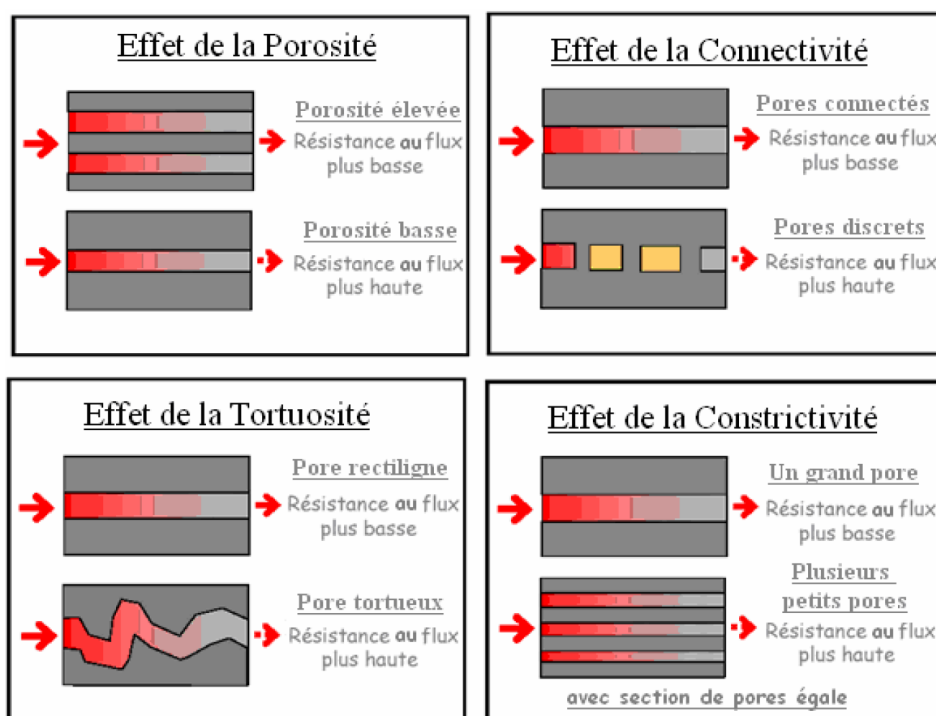 Effet de la Porosité
Porosité élevée
Résistance au flux
plus basse
Porosité basse
Résistance au flux
plus haute
Effet de la Connectivité
Pores connectés
Résistance au flux
plus basse
Pores discrets
Résistance au flux
plus haute
Effet de la Tortuosité
Pore rectiligne
Résistance au flux
plus basse
Pore tortueux
Résistance au flux
plus haute
Effet de la Constrictivité
Un grand pore
Résistance au flux
plus basse
Plusieurs
petits pores
Résistance au flux
plus haute
avec section de pores égale